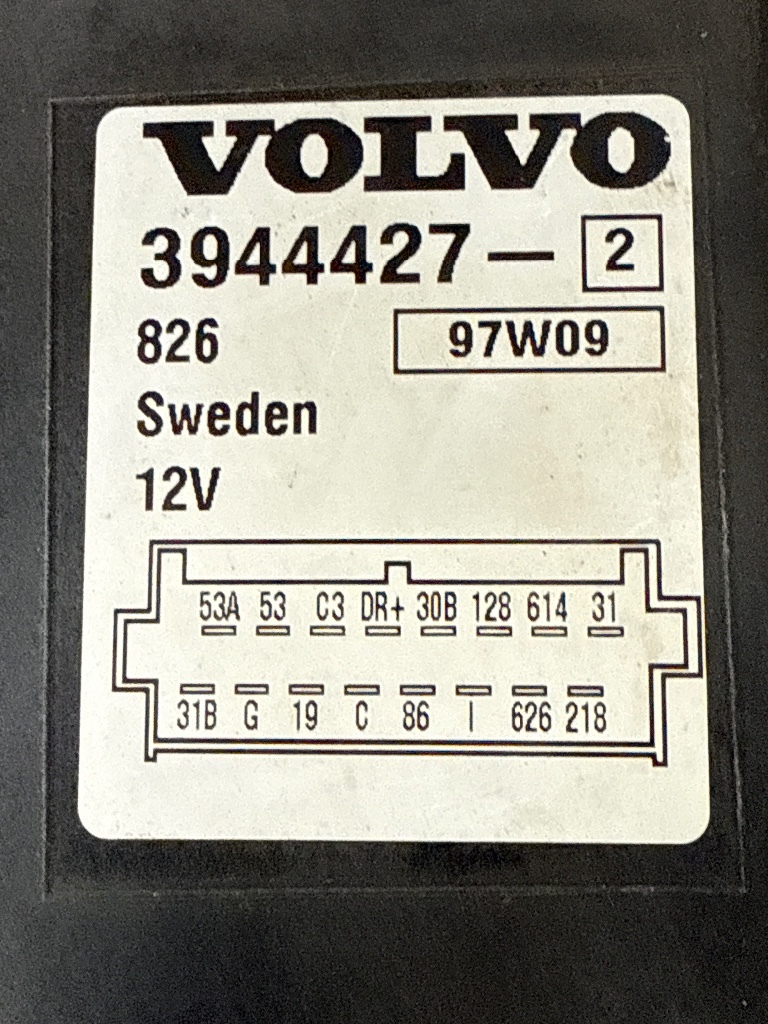 VOLVO
3944427 — 2
826 97W09
Sweden
12V
53A 53 C3 DR+ 30B 128 614 31
31B G 19 C 86 I 626 218